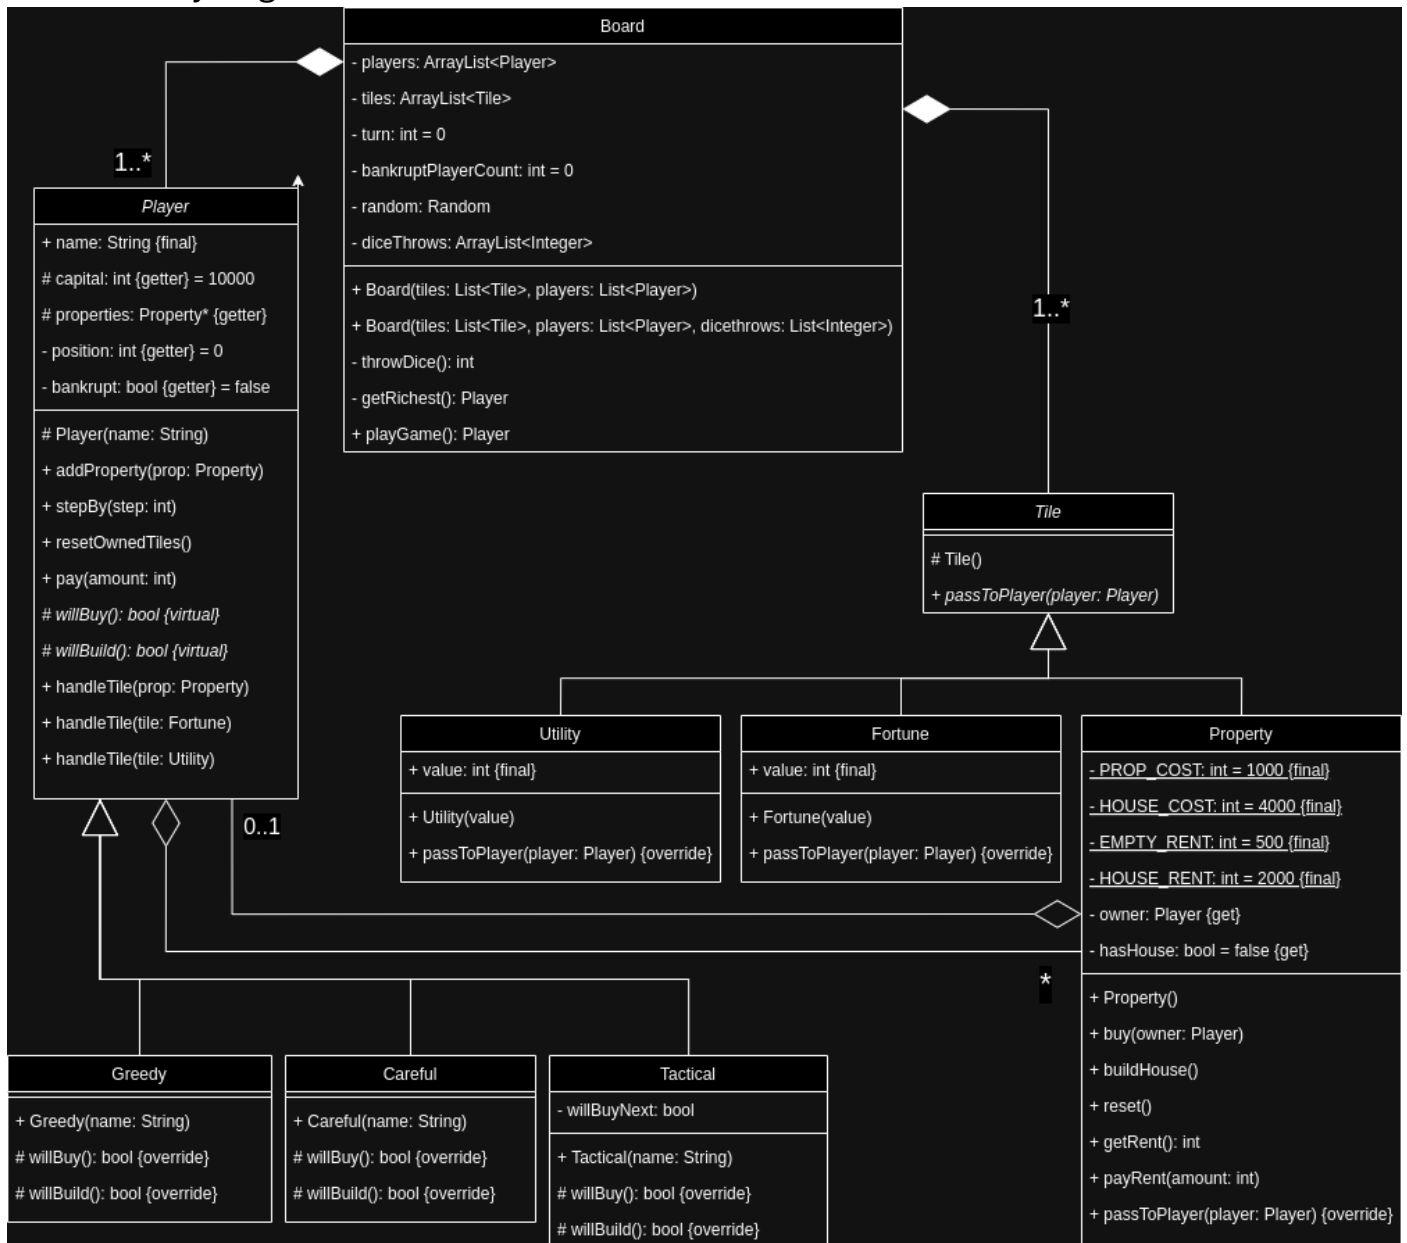 Board
- players: ArrayList<Player>
- tiles: ArrayList<Tile>
- turn: int = 0
- bankruptPlayerCount: int = 0
- random: Random
- diceThrows: ArrayList<Integer>
+ Board(tiles: List<Tile>, players: List<Player>)
+ Board(tiles: List<Tile>, players: List<Player>, dicethrows: List<Integer>)
- throwDice(): int
- getRichest(): Player
+ playGame(): Player
1..*
Player
+ name: String {final}
# capital: int {getter} = 10000
# properties: Property* {getter}
- position: int {getter} = 0
- bankrupt: bool {getter} = false
# Player(name: String)
+ addProperty(prop: Property)
+ stepBy(step: int)
+ resetOwnedTiles()
+ pay(amount: int)
# willBuy(): bool {virtual}
# willBuild(): bool {virtual}
+ handleTile(prop: Property)
+ handleTile(tile: Fortune)
+ handleTile(tile: Utility)
1..*
Tile
# Tile()
+ passToPlayer(player: Player)
Utility
+ value: int {final}
+ Utility(value)
+ passToPlayer(player: Player) {override}
Fortune
+ value: int {final}
+ Fortune(value)
+ passToPlayer(player: Player) {override}
Property
- PROP_COST: int = 1000 {final}
- HOUSE_COST: int = 4000 {final}
- EMPTY_RENT: int = 500 {final}
- HOUSE_RENT: int = 2000 {final}
- owner: Player {get}
- hasHouse: bool = false {get}
+ Property()
+ buy(owner: Player)
+ buildHouse()
+ reset()
+ getRent(): int
+ payRent(amount: int)
+ passToPlayer(player: Player) {override}
0..1
*
Greedy
+ Greedy(name: String)
# willBuy(): bool {override}
# willBuild(): bool {override}
Careful
+ Careful(name: String)
# willBuy(): bool {override}
# willBuild(): bool {override}
Tactical
- willBuyNext: bool
+ Tactical(name: String)
# willBuy(): bool {override}
# willBuild(): bool {override}